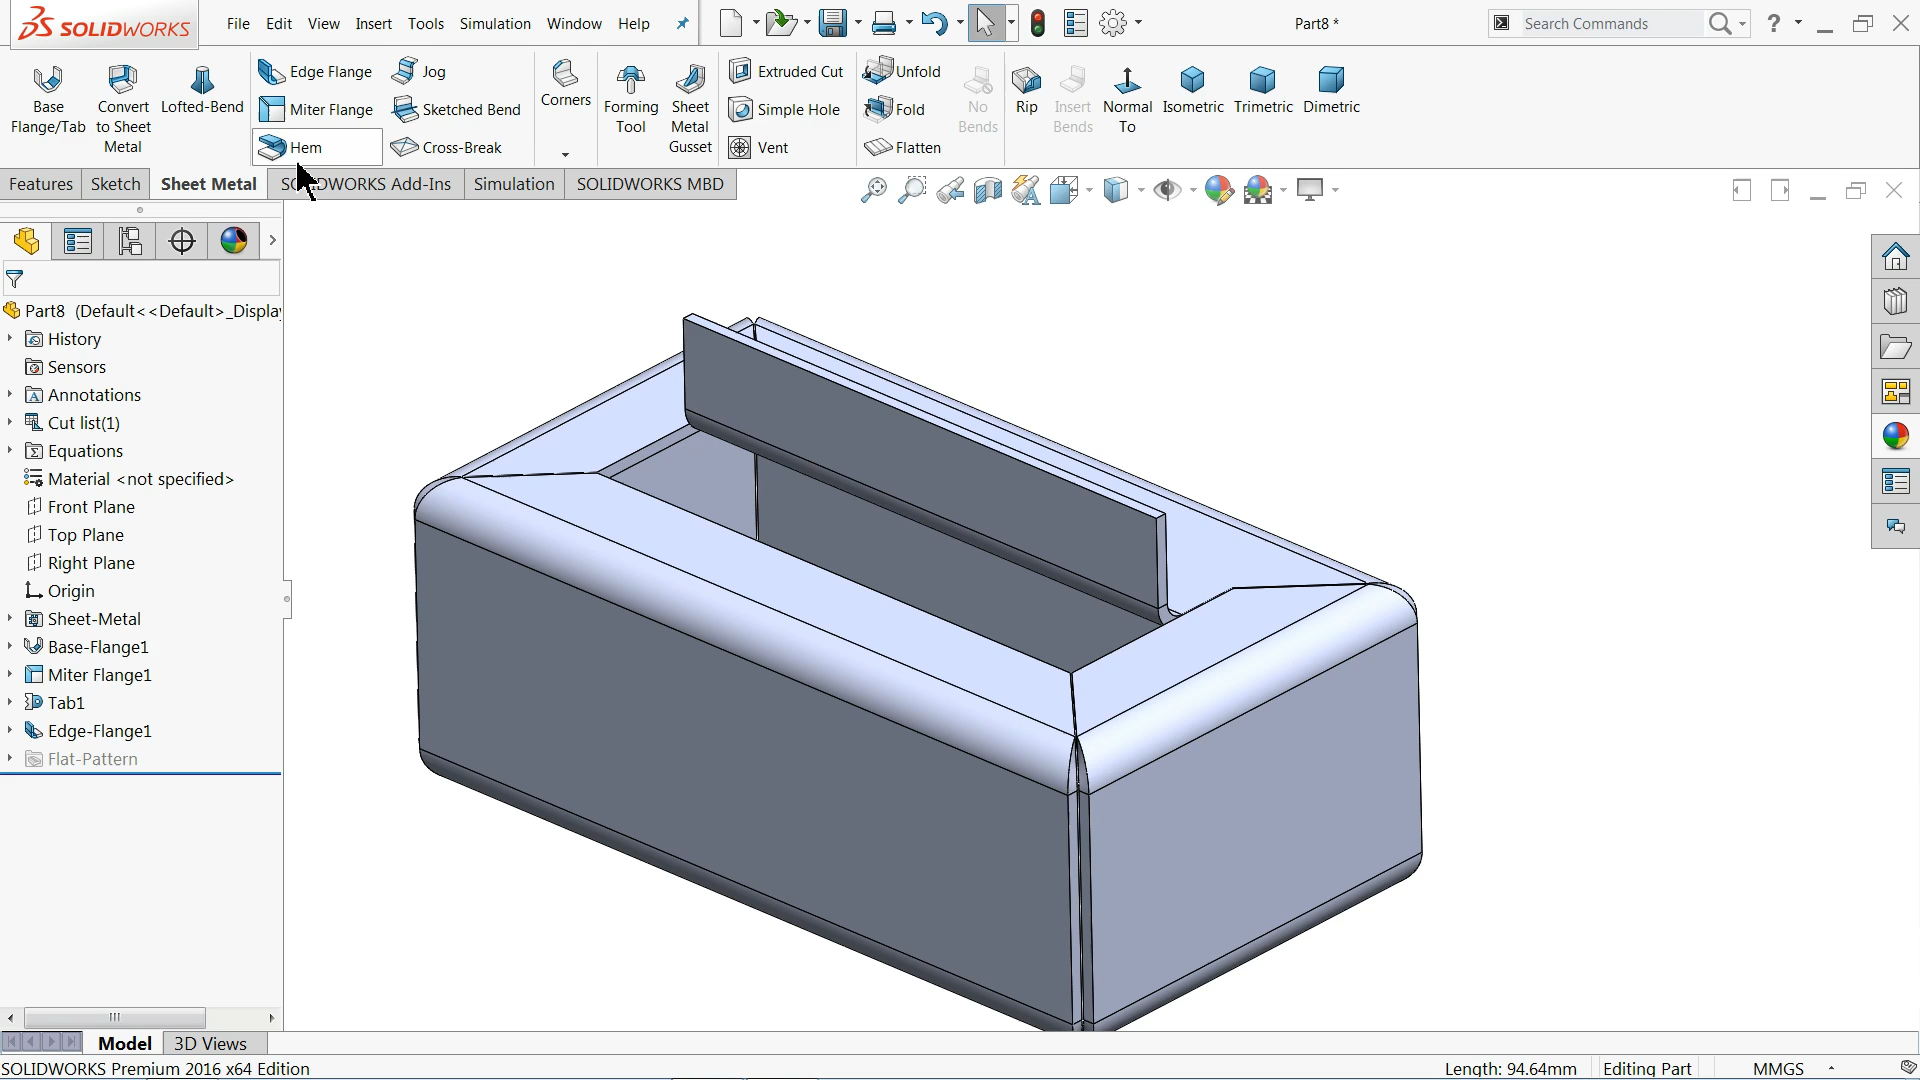 SOLIDWORKS
File Edit View Insert Tools Simulation Window Help
Part8 *
Search Commands
?
Base Flange/Tab
Convert to Sheet Metal
Lofted-Bend
Edge Flange
Miter Flange
Hem
Jog
Sketched Bend
Cross-Break
Corners
Forming Tool
Sheet Metal Gusset
Extruded Cut
Simple Hole
Vent
Unfold
Fold
Flatten
No Bends
Rip
Insert Bends
Normal To
Isometric
Trimetric
Dimetric
Features Sketch Sheet Metal SOLIDWORKS Add-Ins Simulation SOLIDWORKS MBD
Part8 (Default<<Default>_Displa
History
Sensors
Annotations
Cut list(1)
Equations
Material <not specified>
Front Plane
Top Plane
Right Plane
Origin
Sheet-Metal
Base-Flange1
Miter Flange1
Tab1
Edge-Flange1
Flat-Pattern
Model 3D Views
SOLIDWORKS Premium 2016 x64 Edition
Length: 94.64mm Editing Part MMGS